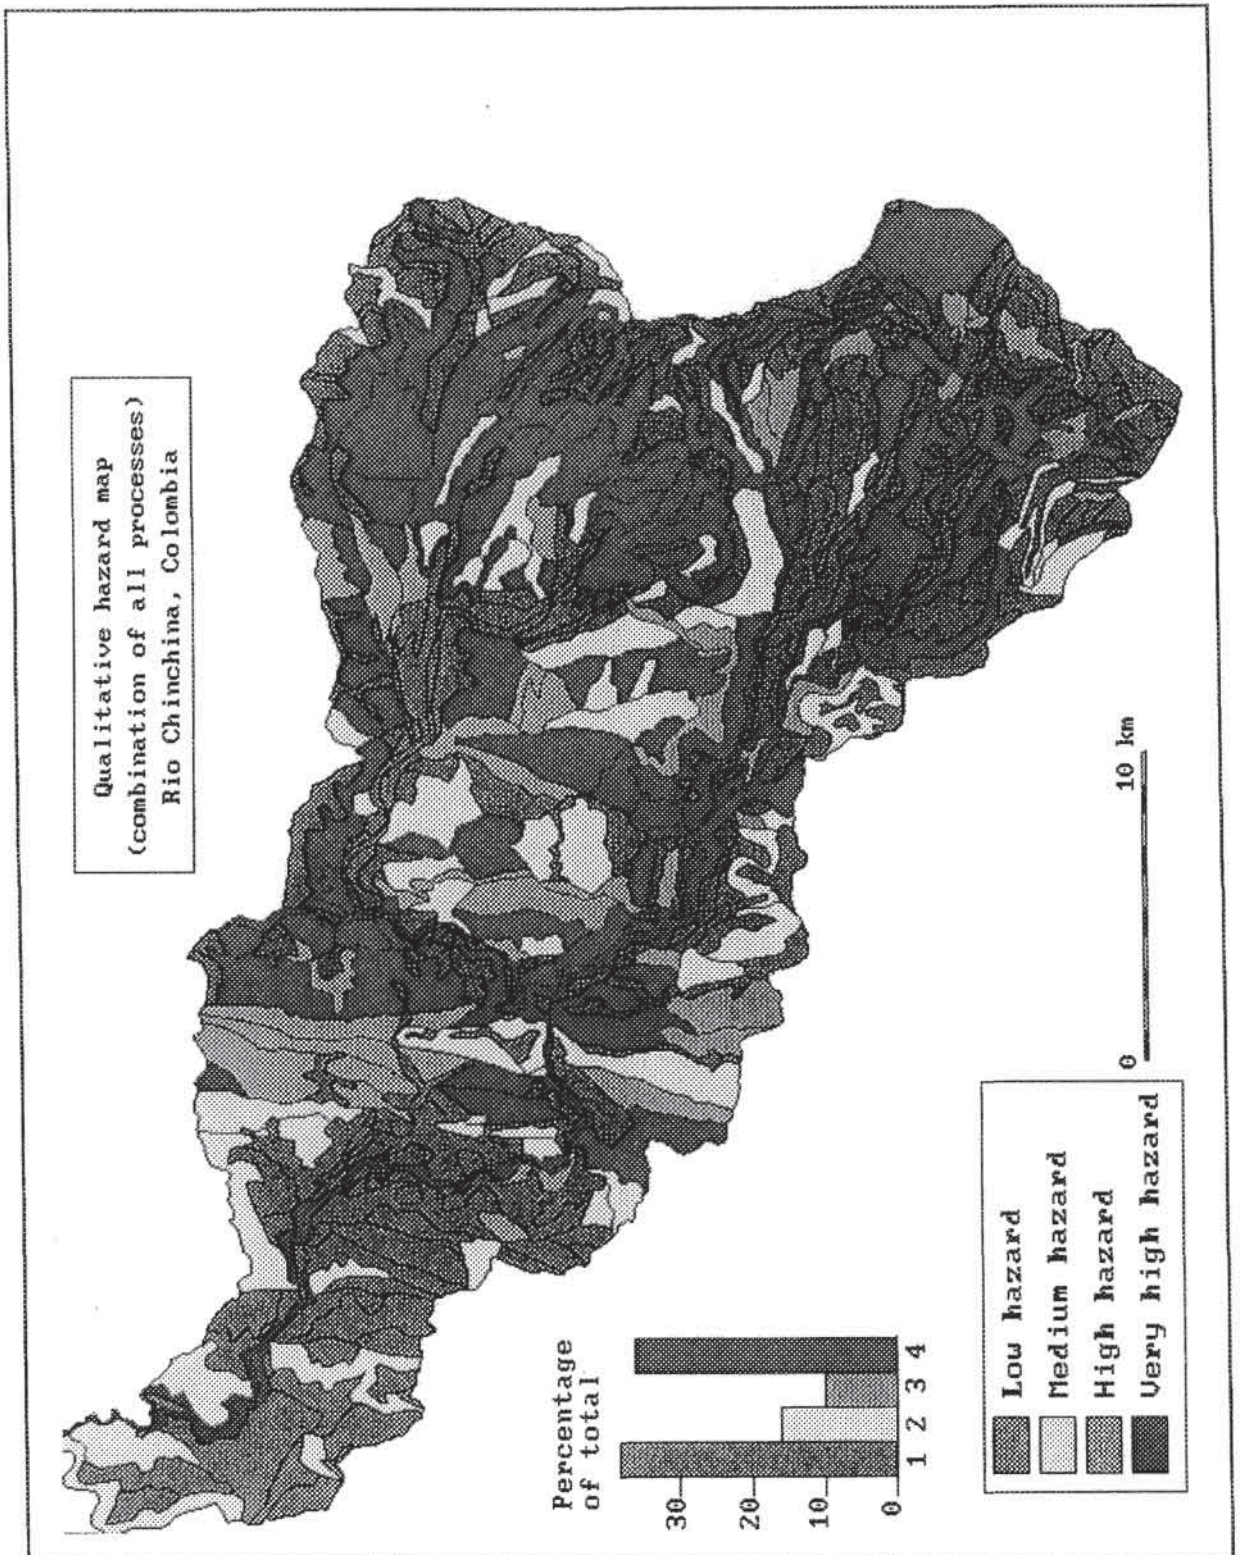 Qualitative hazard map
(combination of all processes)
Rio Chinchina, Colombia
Percentage
of total
30
20
10
0
1 2 3 4
0 10 km
Low hazard
Medium hazard
High hazard
Very high hazard